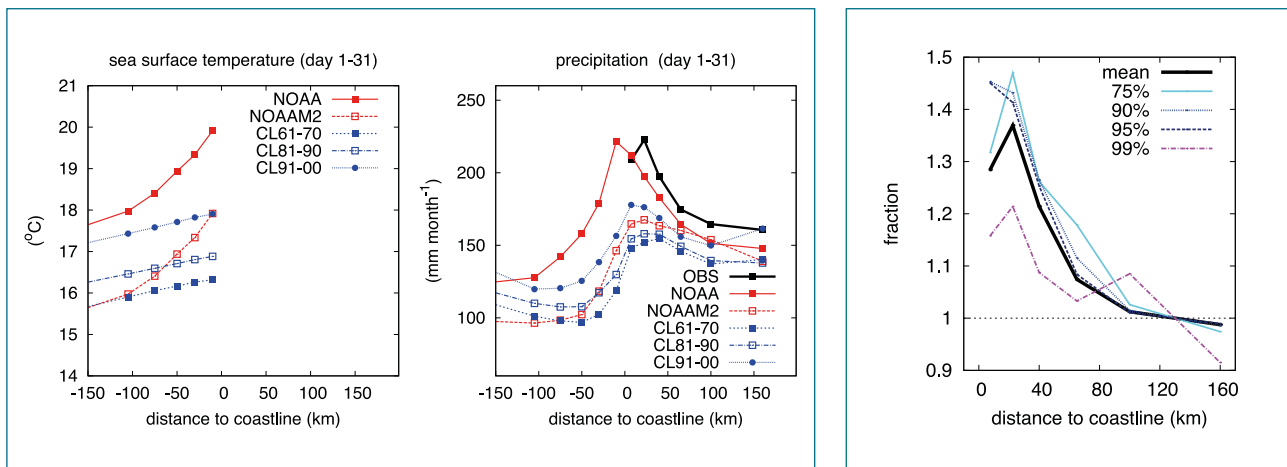 sea surface temperature (day 1-31)
21
20
19
18
17
16
15
14
(°C)
NOAA
NOAAM2
CL61-70
CL81-90
CL91-00
-150 -100 -50 0 50 100 150
distance to coastline (km)
precipitation (day 1-31)
250
200
150
100
(mm month⁻¹)
OBS
NOAA
NOAAM2
CL61-70
CL81-90
CL91-00
-150 -100 -50 0 50 100 150
distance to coastline (km)
1.5
1.4
1.3
1.2
1.1
1
0.9
fraction
mean
75%
90%
95%
99%
0 40 80 120 160
distance to coastline (km)